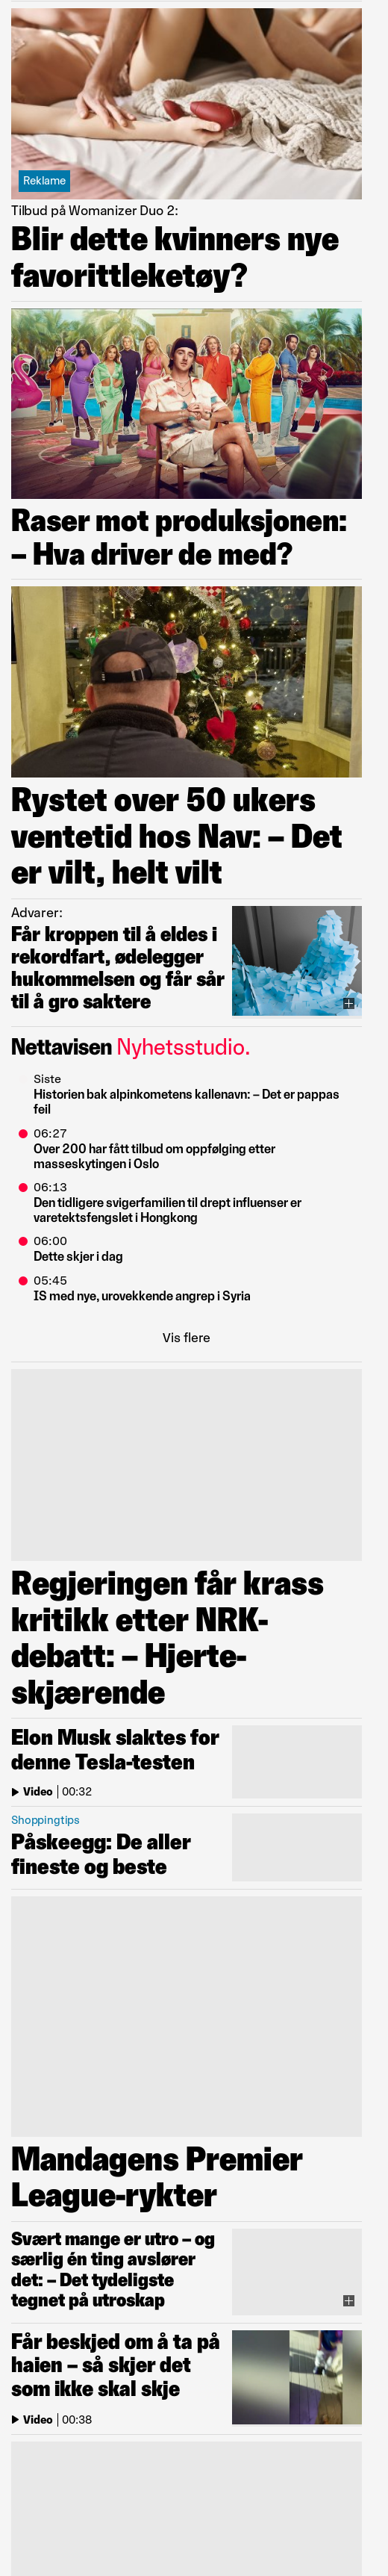 Reklame
Tilbud på Womanizer Duo 2:
Blir dette kvinners nye
favorittleketøy?
Raser mot produksjonen:
– Hva driver de med?
Rystet over 50 ukers
ventetid hos Nav: – Det
er vilt, helt vilt
Advarer:
Får kroppen til å eldes i
rekordfart, ødelegger
hukommelsen og får sår
til å gro saktere
Nettavisen Nyhetsstudio.
Siste
Historien bak alpinkometens kallenavn: – Det er pappas
feil
06:27
Over 200 har fått tilbud om oppfølging etter
masseskytingen i Oslo
06:13
Den tidligere svigerfamilien til drept influenser er
varetektsfengslet i Hongkong
06:00
Dette skjer i dag
05:45
IS med nye, urovekkende angrep i Syria
Vis flere
Regjeringen får krass
kritikk etter NRK-
debatt: – Hjerte-
skjærende
Elon Musk slaktes for
denne Tesla-testen
Video | 00:32
Shoppingtips
Påskeegg: De aller
fineste og beste
Mandagens Premier
League-rykter
Svært mange er utro – og
særlig én ting avslører
det: – Det tydeligste
tegnet på utroskap
Får beskjed om å ta på
haien – så skjer det
som ikke skal skje
Video | 00:38